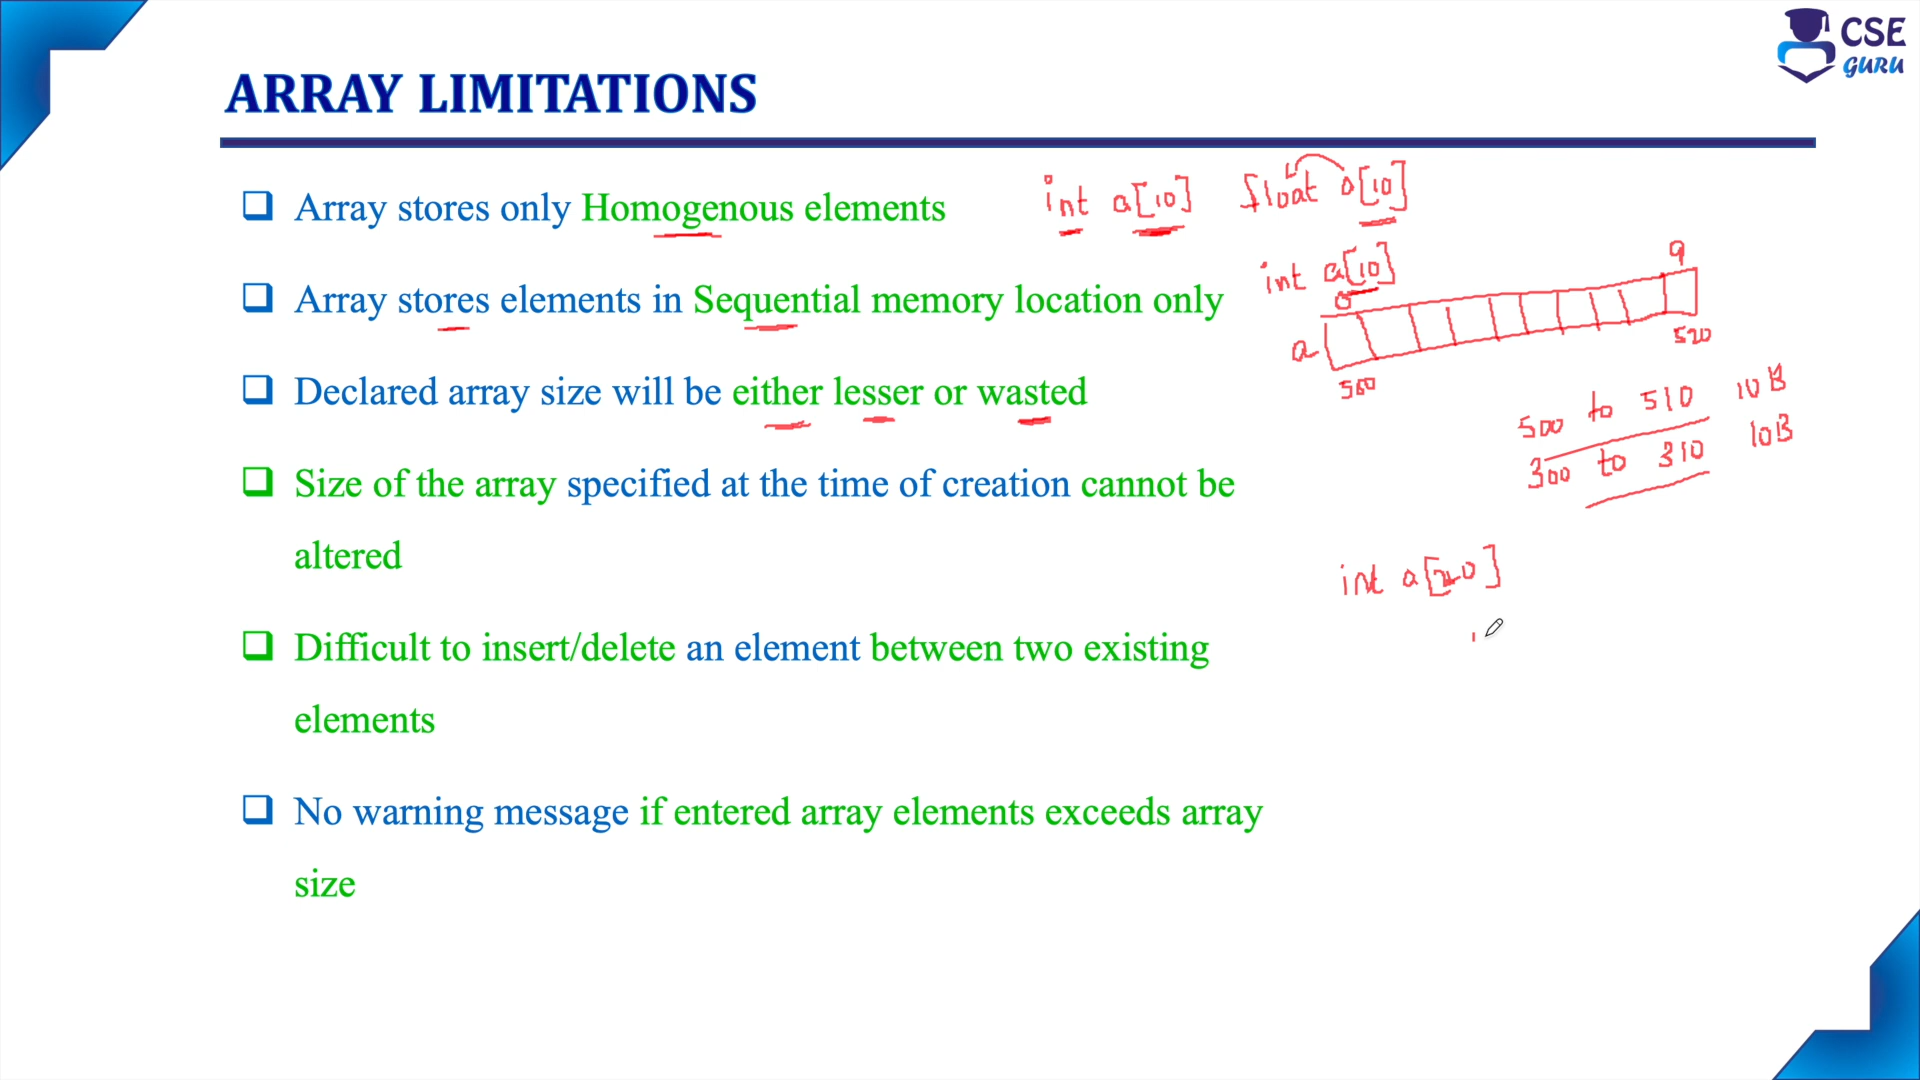 CSE
GURU
ARRAY LIMITATIONS
Array stores only Homogenous elements
int a[10] float a[10]
Array stores elements in Sequential memory location only
int a[10]
0 9
a
500 520
Declared array size will be either lesser or wasted
500 to 510 10B
300 to 310 10B
Size of the array specified at the time of creation cannot be
altered
int a[20]
Difficult to insert/delete an element between two existing
elements
No warning message if entered array elements exceeds array
size